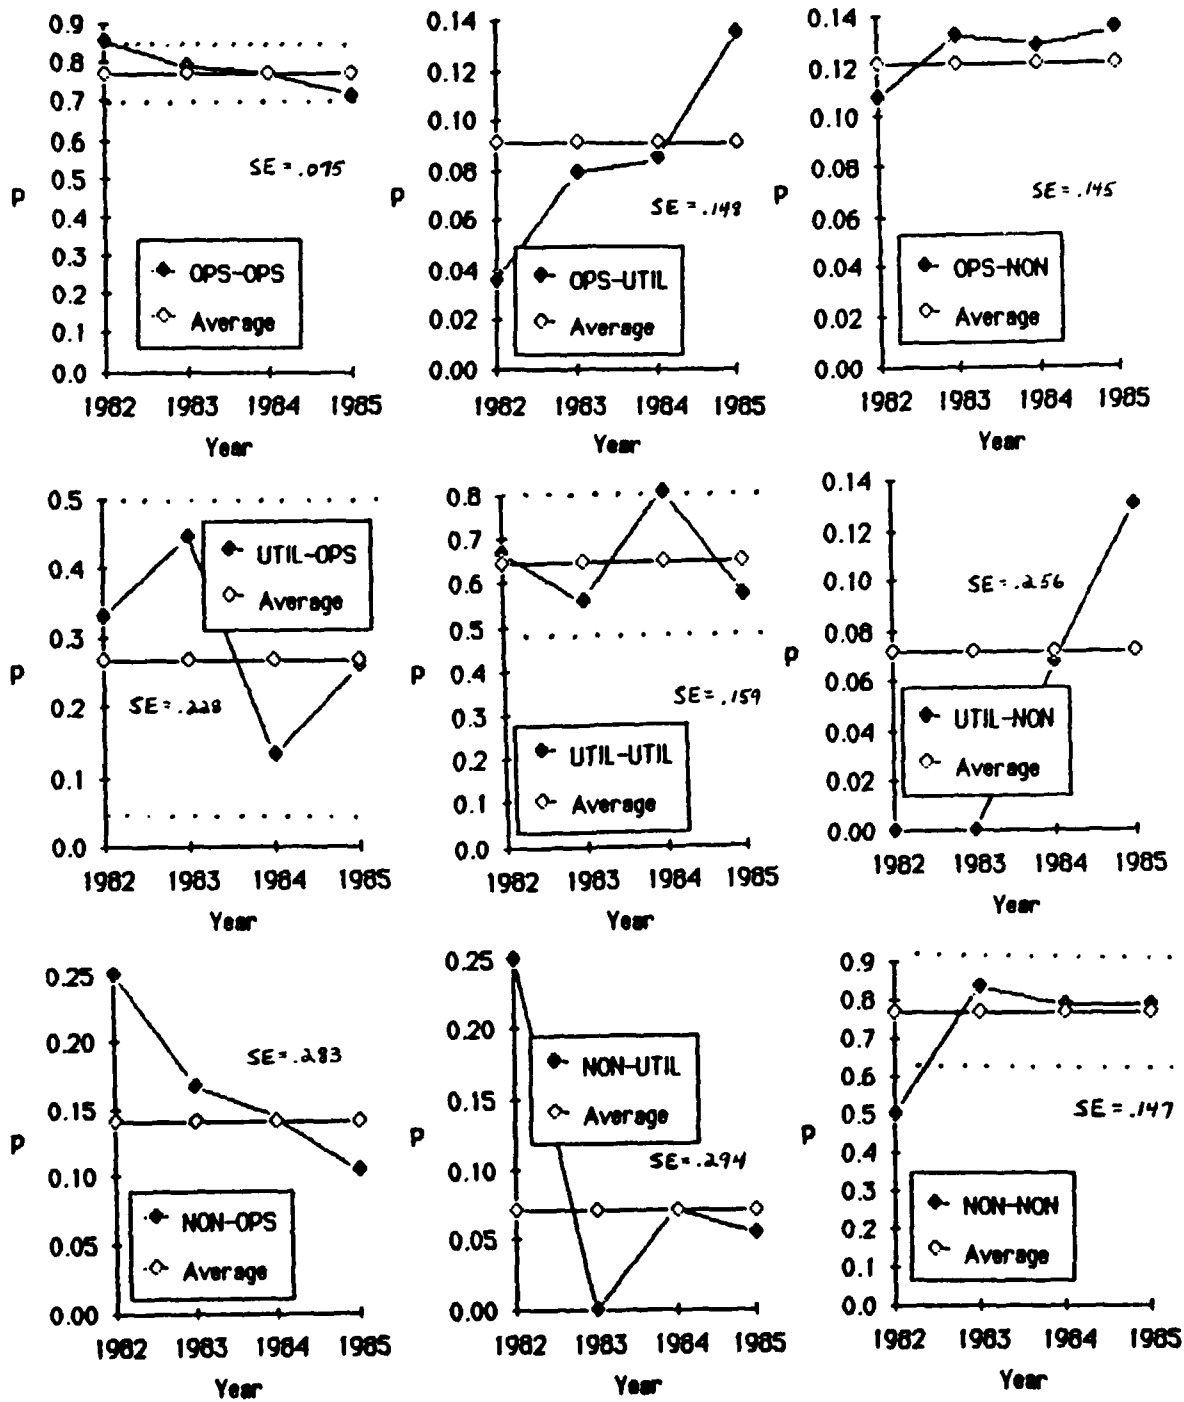 0.9
0.8
0.7
0.6
0.5
0.4
0.3
0.2
0.1
0.0
P
SE = .075
OPS-OPS
Average
1982 1983 1984 1985
Year
0.14
0.12
0.10
0.08
0.06
0.04
0.02
0.00
P
SE = .148
OPS-UTIL
Average
1982 1983 1984 1985
Year
0.14
0.12
0.10
0.08
0.06
0.04
0.02
0.00
P
SE = .145
OPS-NON
Average
1982 1983 1984 1985
Year
0.5
0.4
0.3
0.2
0.1
0.0
P
UTIL-OPS
Average
SE = .228
1982 1983 1984 1985
Year
0.8
0.7
0.6
0.5
0.4
0.3
0.2
0.1
0.0
P
SE = .159
UTIL-UTIL
Average
1982 1983 1984 1985
Year
0.14
0.12
0.10
0.08
0.06
0.04
0.02
0.00
P
SE = .256
UTIL-NON
Average
1982 1983 1984 1985
Year
0.25
0.20
0.15
0.10
0.05
0.00
P
SE = .283
NON-OPS
Average
1982 1983 1984 1985
Year
0.25
0.20
0.15
0.10
0.05
0.00
P
NON-UTIL
Average
SE = .294
1982 1983 1984 1985
Year
0.9
0.8
0.7
0.6
0.5
0.4
0.3
0.2
0.1
0.0
P
SE = .147
NON-NON
Average
1982 1983 1984 1985
Year